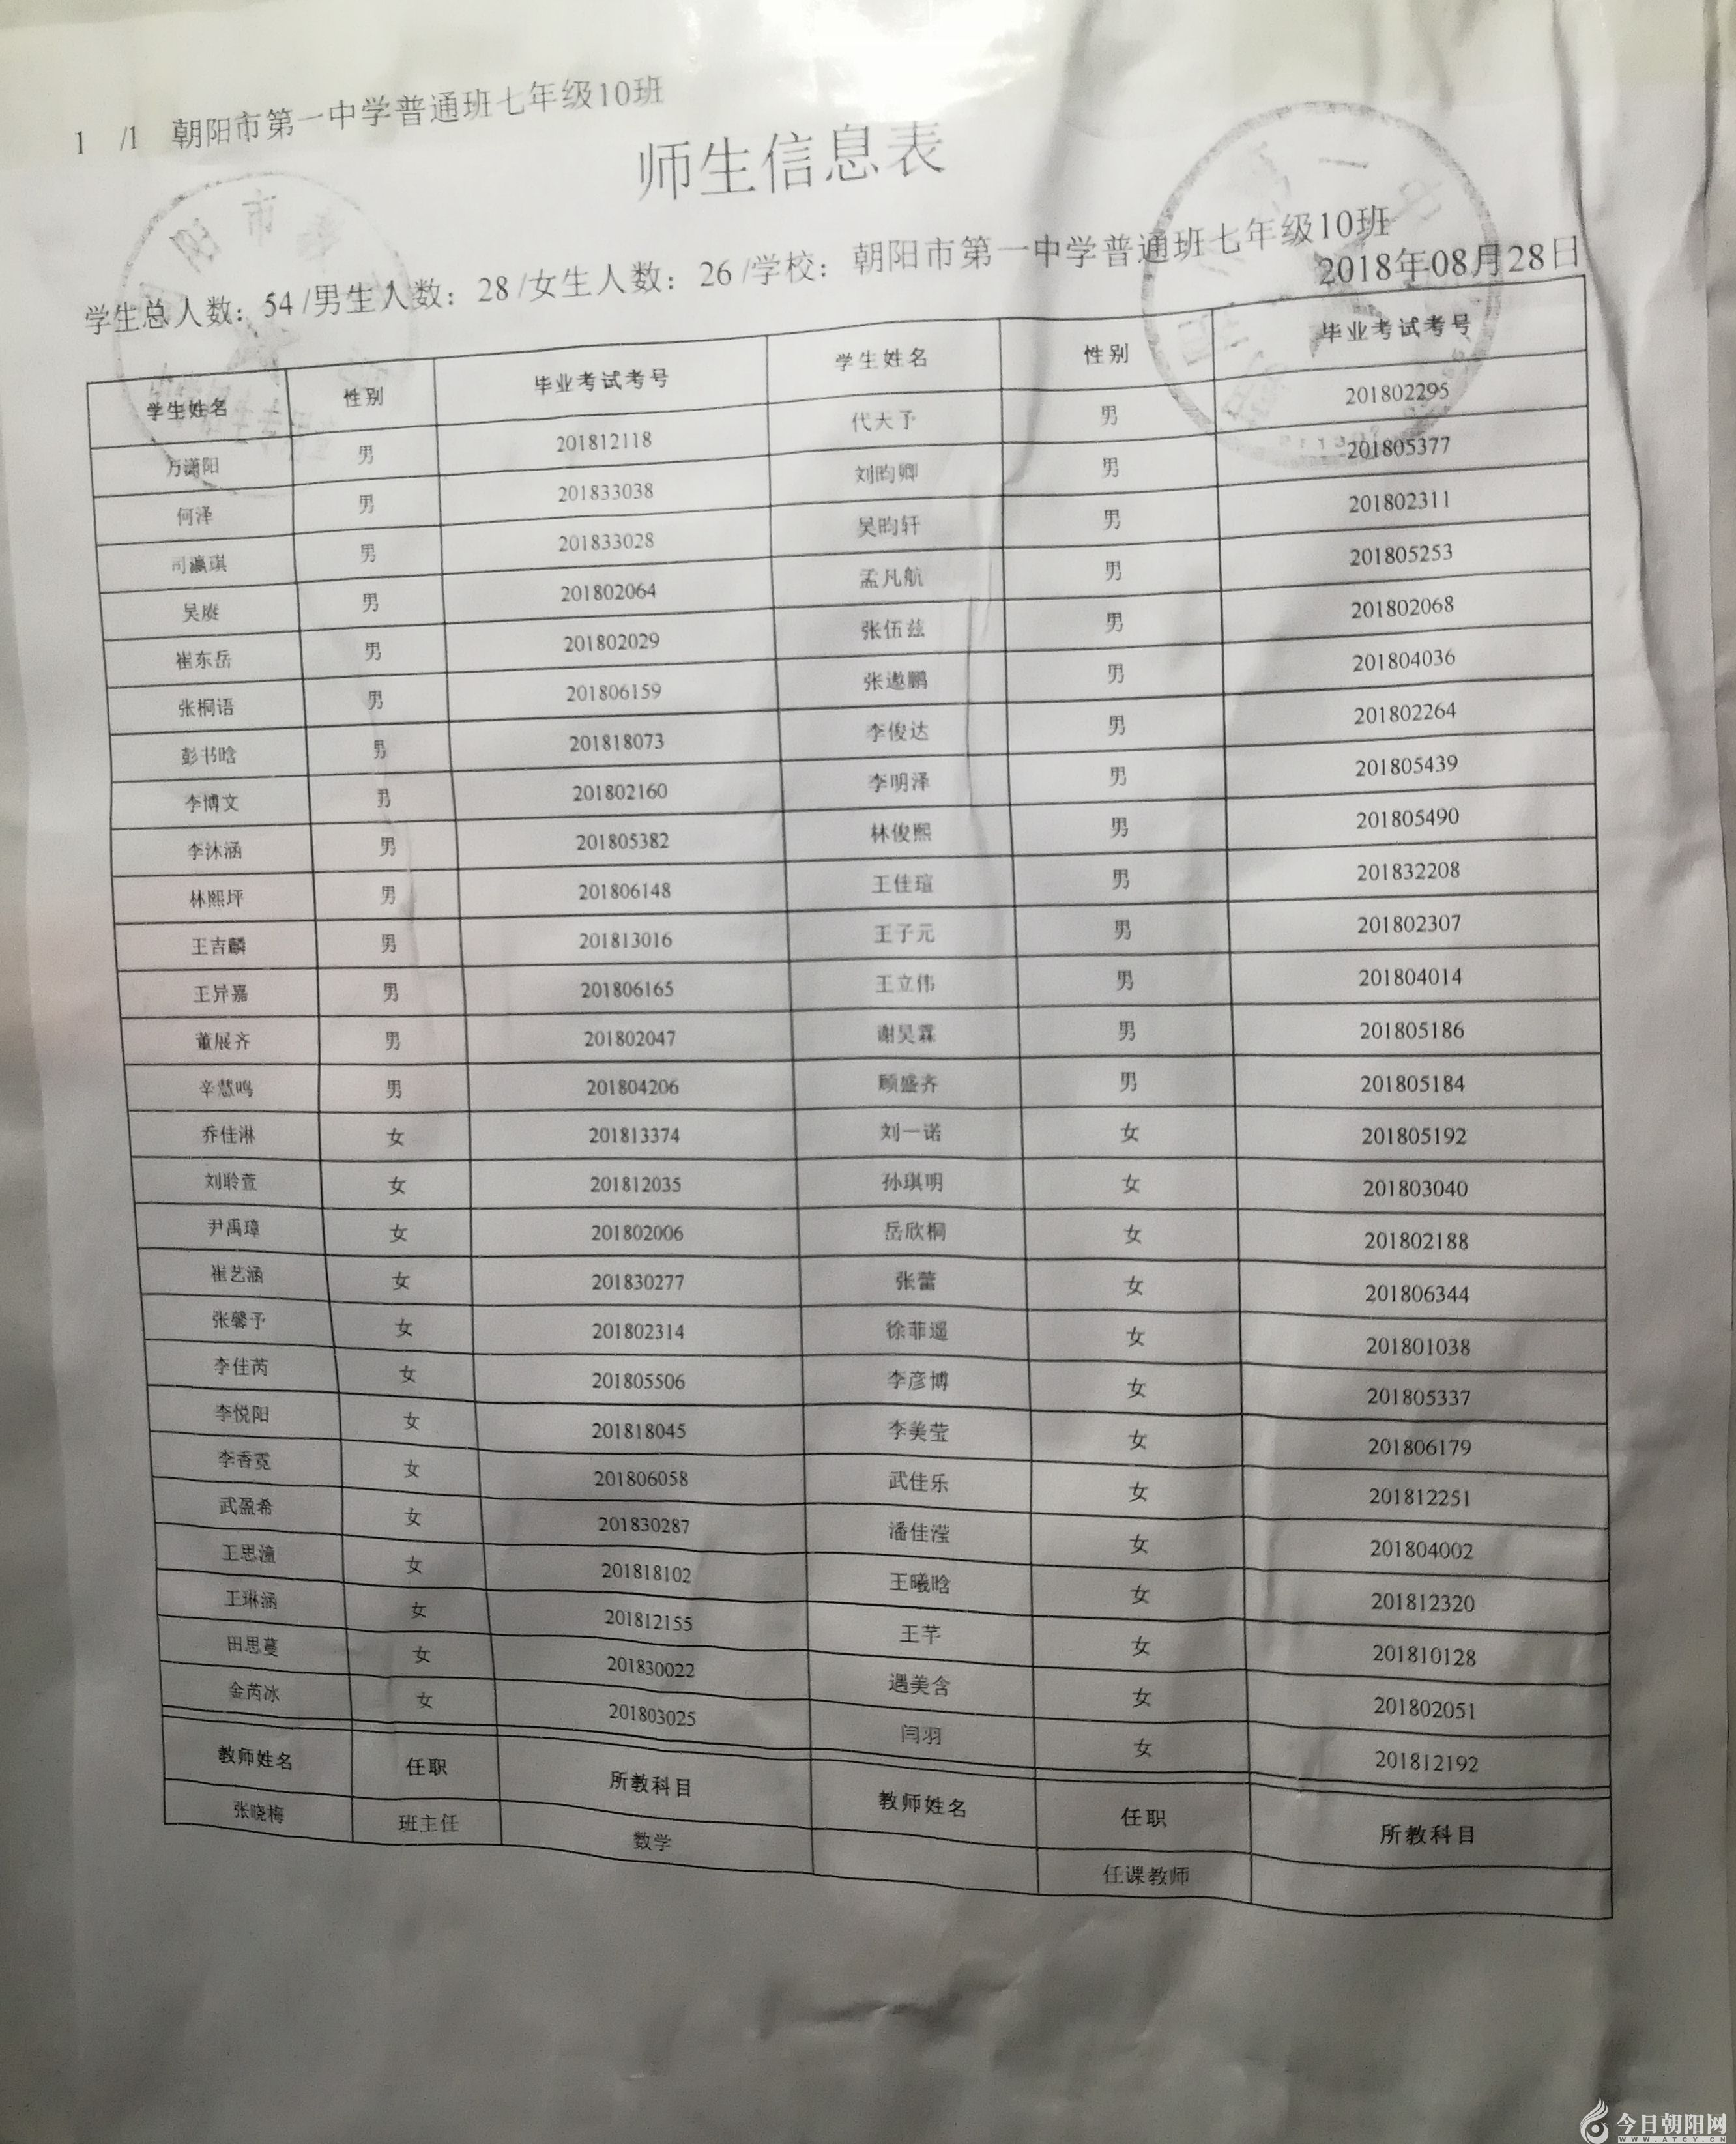 1 /1 朝阳市第一中学普通班七年级10班
师生信息表
学生总人数：54 /男生人数：28 /女生人数：26 /学校：朝阳市第一中学普通班七年级10班
2018年08月28日
学生姓名 性别 毕业考试考号 学生姓名 性别 毕业考试考号
万潇阳 男 201812118 代大予 男 201802295
何泽 男 201833038 刘昀卿 男 201805377
司瀛琪 男 201833028 吴昀轩 男 201802311
吴赓 男 201802064 孟凡航 男 201805253
崔东岳 男 201802029 张伍兹 男 201802068
张桐语 男 201806159 张遨鹏 男 201804036
彭书晗 男 201818073 李俊达 男 201802264
李博文 男 201802160 李明泽 男 201805439
李沐涵 男 201805382 林俊熙 男 201805490
林熙坪 男 201806148 王佳瑄 男 201832208
王吉麟 男 201813016 王子元 男 201802307
王异嘉 男 201806165 王立伟 男 201804014
董展齐 男 201802047 谢昊霖 男 201805186
辛慧鸣 男 201804206 顾盛齐 男 201805184
乔佳淋 女 201813374 刘一诺 女 201805192
刘聆萱 女 201812035 孙琪明 女 201803040
尹禹璋 女 201802006 岳欣桐 女 201802188
崔艺涵 女 201830277 张蕾 女 201806344
张馨予 女 201802314 徐菲遥 女 201801038
李佳芮 女 201805506 李彦博 女 201805337
李悦阳 女 201818045 李美莹 女 201806179
李香霓 女 201806058 武佳乐 女 201812251
武盈希 女 201830287 潘佳滢 女 201804002
王思潼 女 201818102 王曦晗 女 201812320
王琳涵 女 201812155 王芊 女 201810128
田思蔓 女 201830022 遇美含 女 201802051
金芮冰 女 201803025 闫羽 女 201812192
教师姓名 任职 所教科目 教师姓名 任职 所教科目
张晓梅 班主任 数学 任课教师
今日朝阳网
WWW.ATCY.CN